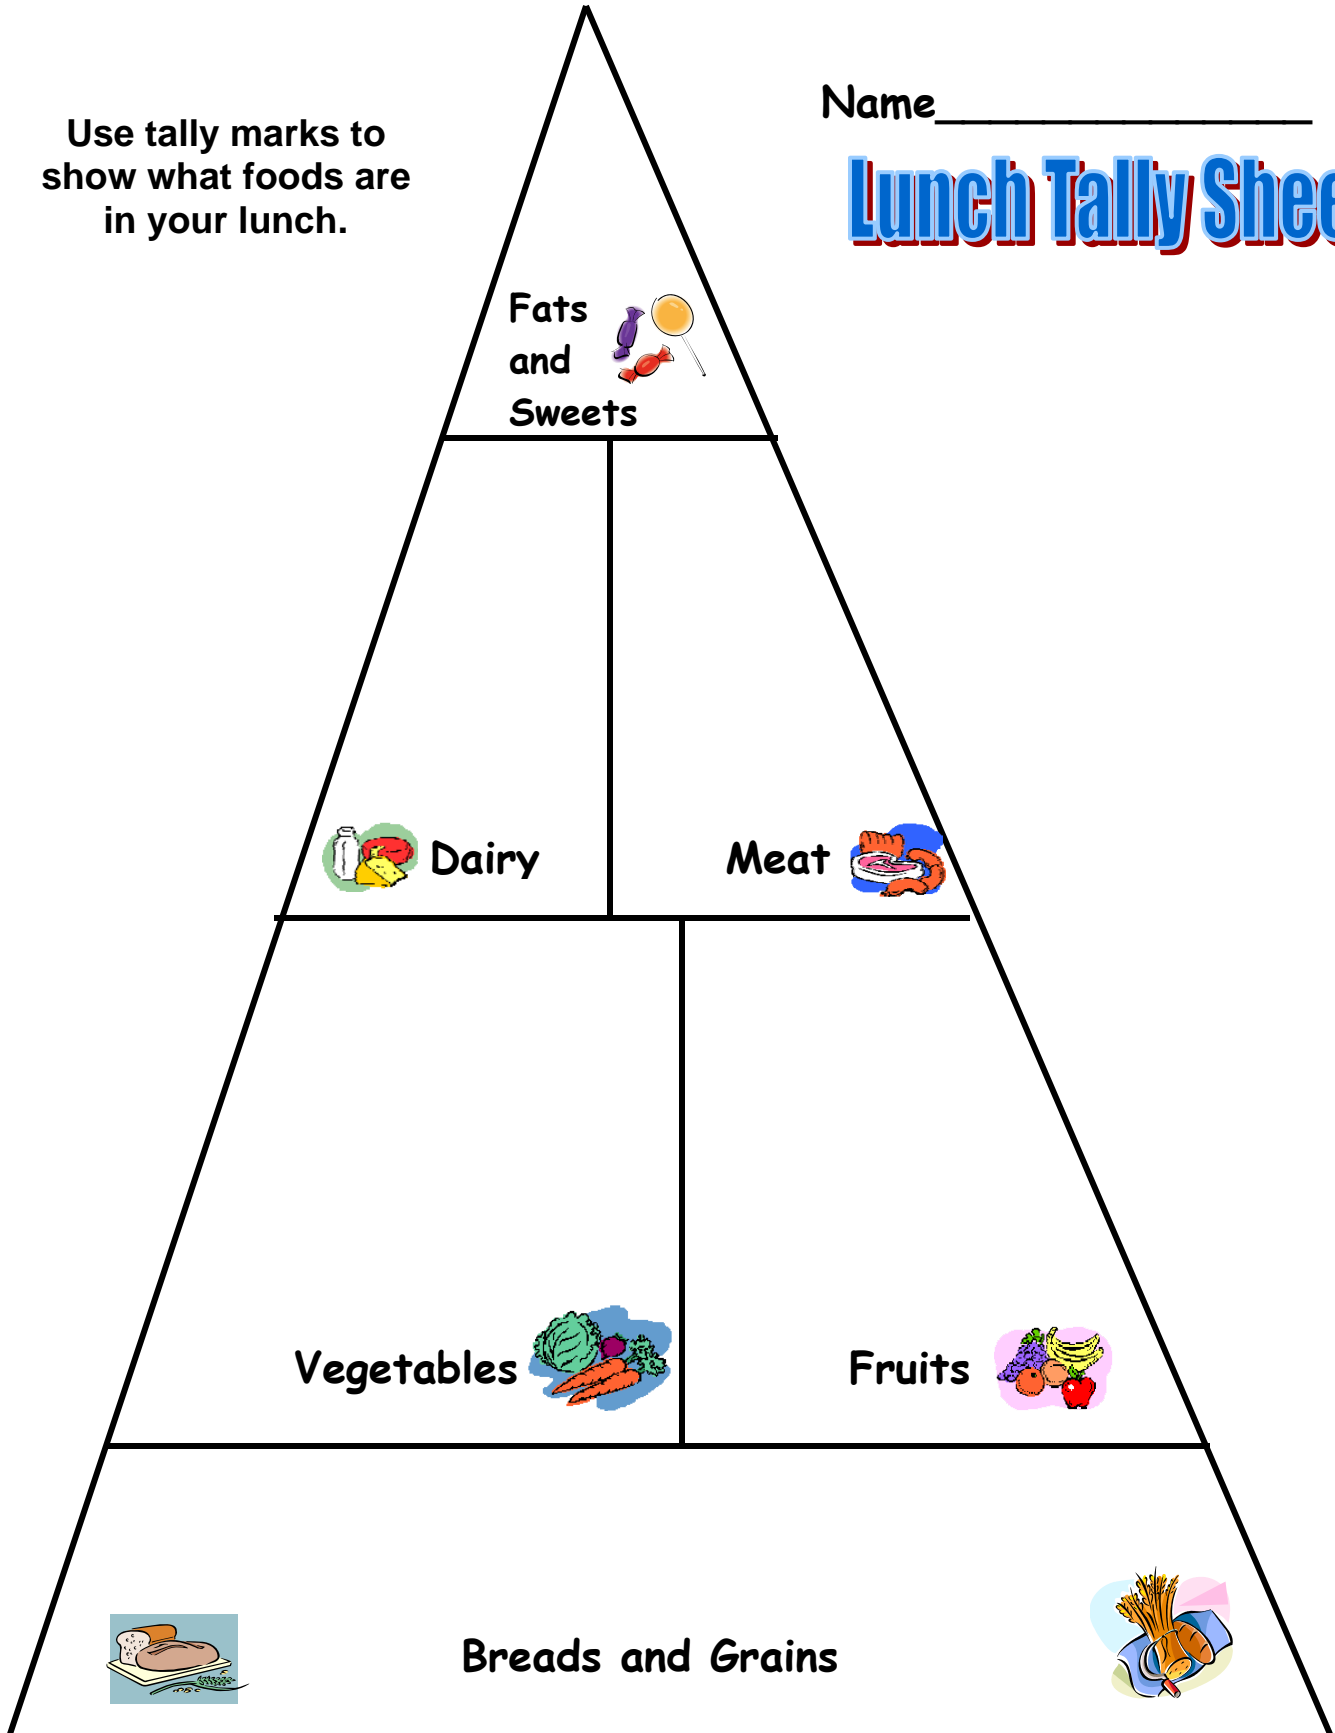 Use tally marks to
show what foods are
in your lunch.
Name________________
Lunch Tally Shee
Fats
and
Sweets
Dairy
Meat
Vegetables
Fruits
Breads and Grains